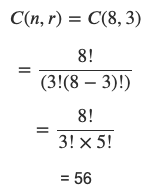 C(n, r) = C(8, 3)
= 8! / (3!(8 − 3)!)
= 8! / 3! × 5!
= 56